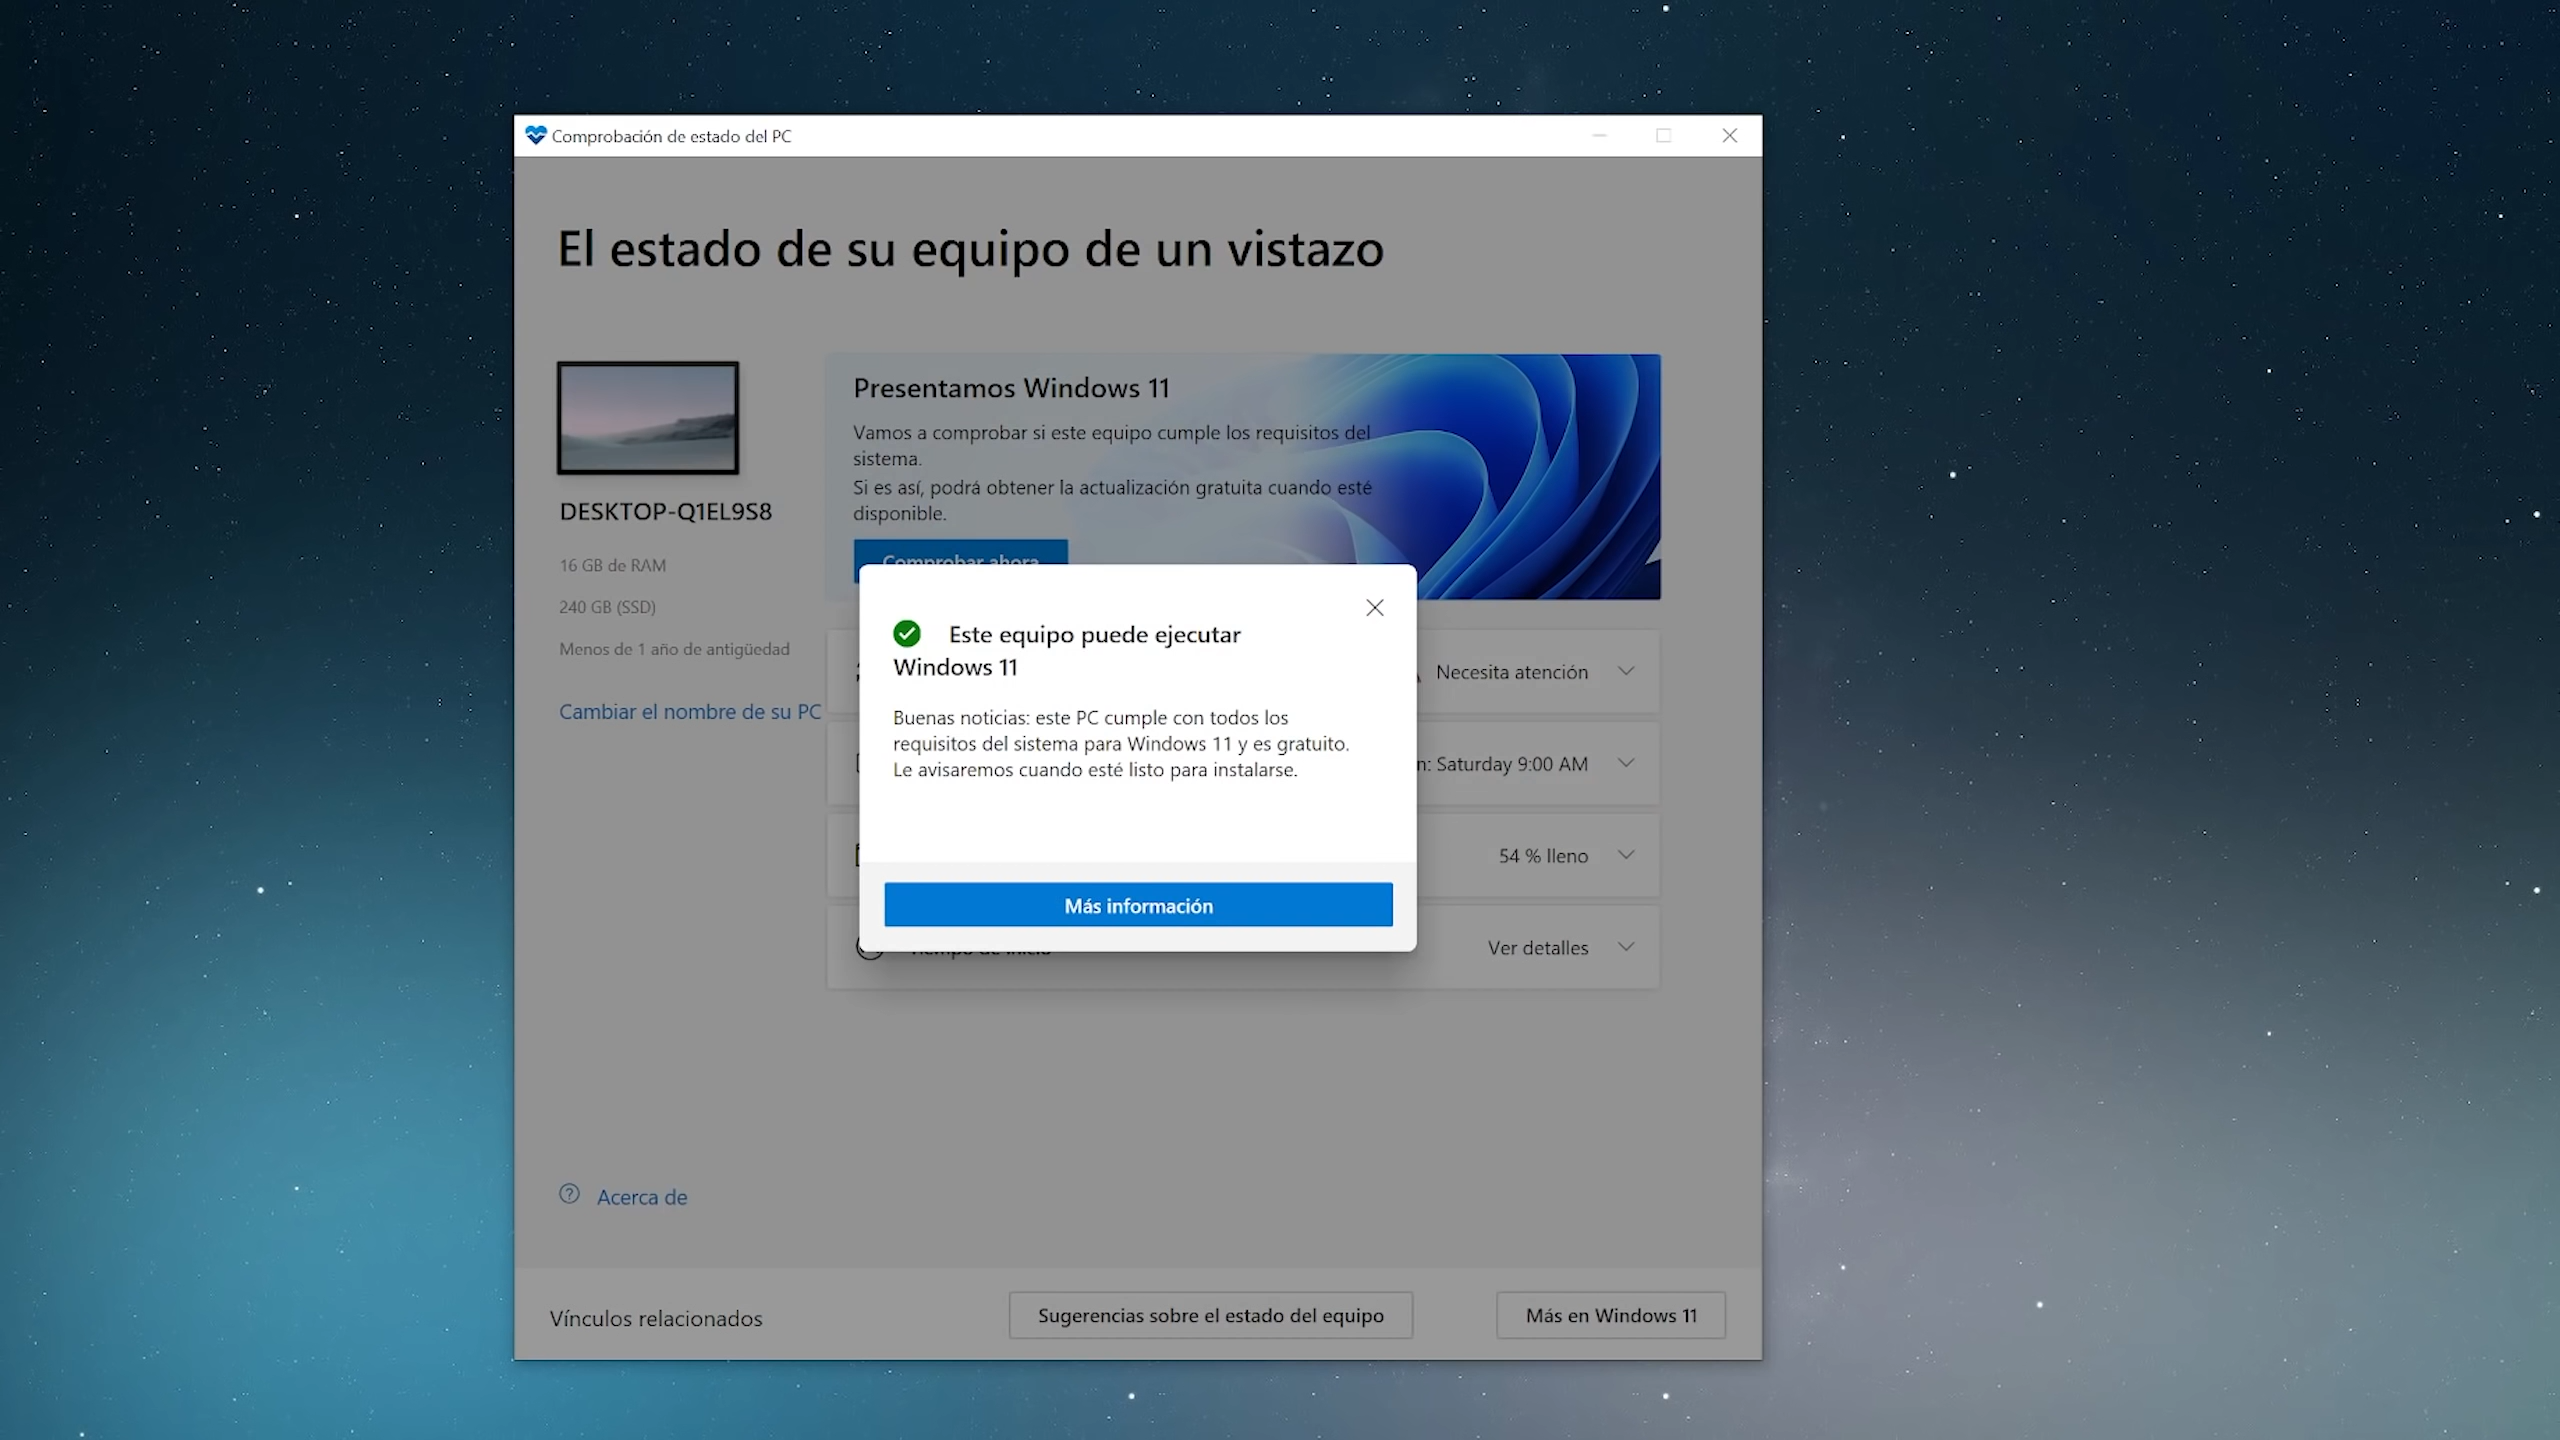 Comprobación de estado del PC
El estado de su equipo de un vistazo
DESKTOP-Q1EL9S8
16 GB de RAM
240 GB (SSD)
Menos de 1 año de antigüedad
Cambiar el nombre de su PC
Presentamos Windows 11
Vamos a comprobar si este equipo cumple los requisitos del
sistema.
Si es así, podrá obtener la actualización gratuita cuando esté
disponible.
Comprobar ahora
Este equipo puede ejecutar
Windows 11
Buenas noticias: este PC cumple con todos los
requisitos del sistema para Windows 11 y es gratuito.
Le avisaremos cuando esté listo para instalarse.
Más información
Necesita atención
n: Saturday 9:00 AM
54 % lleno
Tiempo de inicio
Ver detalles
Acerca de
Vínculos relacionados
Sugerencias sobre el estado del equipo
Más en Windows 11